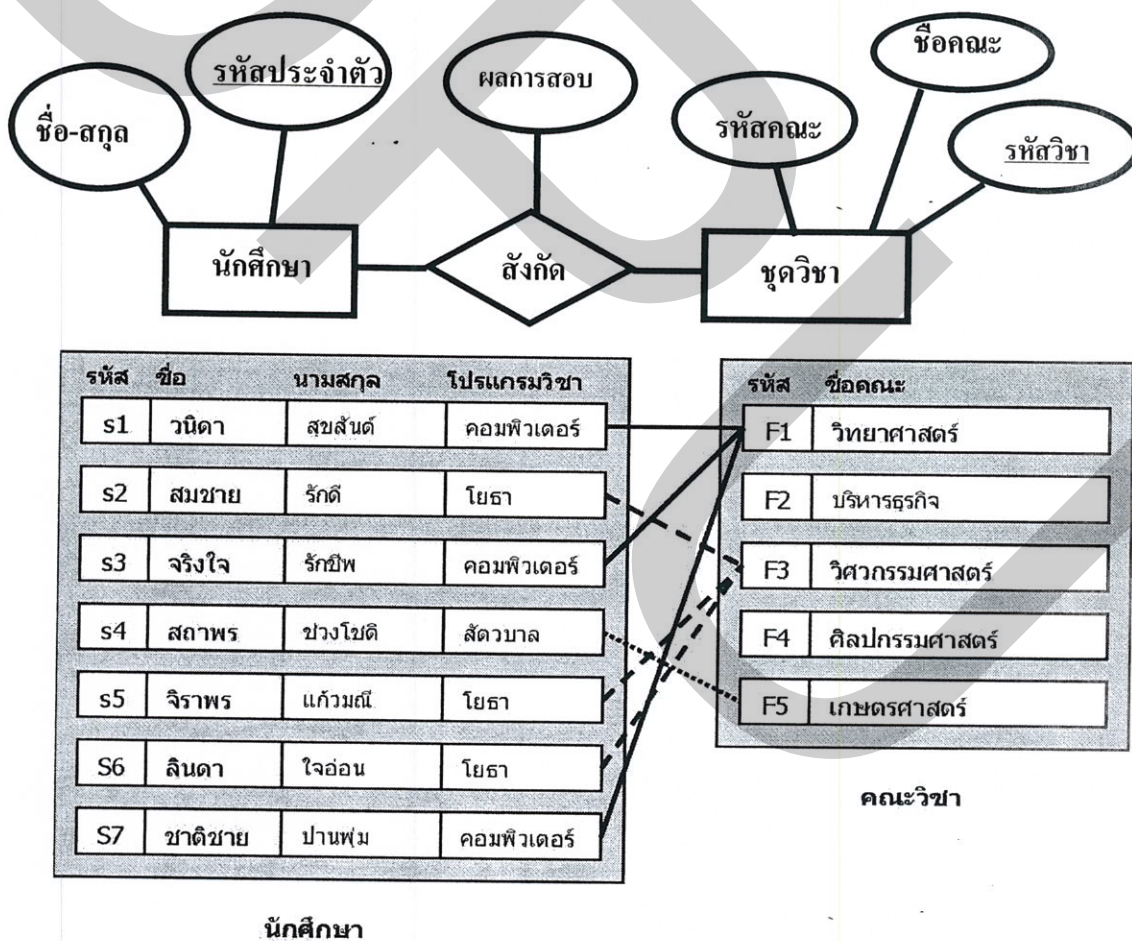 ชื่อ-สกุล
รหัสประจำตัว
ผลการสอบ
รหัสคณะ
ชื่อคณะ
รหัสวิชา
นักศึกษา
สังกัด
ชุดวิชา
รหัส ชื่อ นามสกุล โปรแกรมวิชา
s1 วนิดา สุขสันต์ คอมพิวเตอร์
s2 สมชาย รักดี โยธา
s3 จริงใจ รักชีพ คอมพิวเตอร์
s4 สถาพร ช่วงโชติ สัตวบาล
s5 จิราพร แก้วมณี โยธา
S6 ลินดา ใจอ่อน โยธา
S7 ชาติชาย ปานพุ่ม คอมพิวเตอร์
นักศึกษา
รหัส ชื่อคณะ
F1 วิทยาศาสตร์
F2 บริหารธุรกิจ
F3 วิศวกรรมศาสตร์
F4 ศิลปกรรมศาสตร์
F5 เกษตรศาสตร์
คณะวิชา